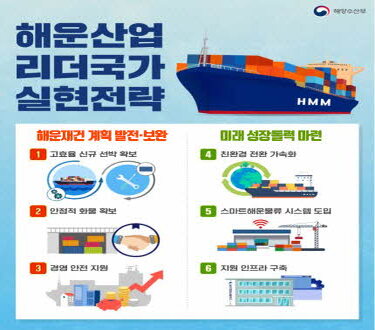 해양수산부
해운산업
리더국가
실현전략
HMM
해운재건 계획 발전·보완
1 고효율 신규 선박 확보
2 안정적 화물 확보
3 경영 안전 지원
미래 성장동력 마련
4 친환경 전환 가속화
5 스마트해운물류 시스템 도입
6 지원 인프라 구축